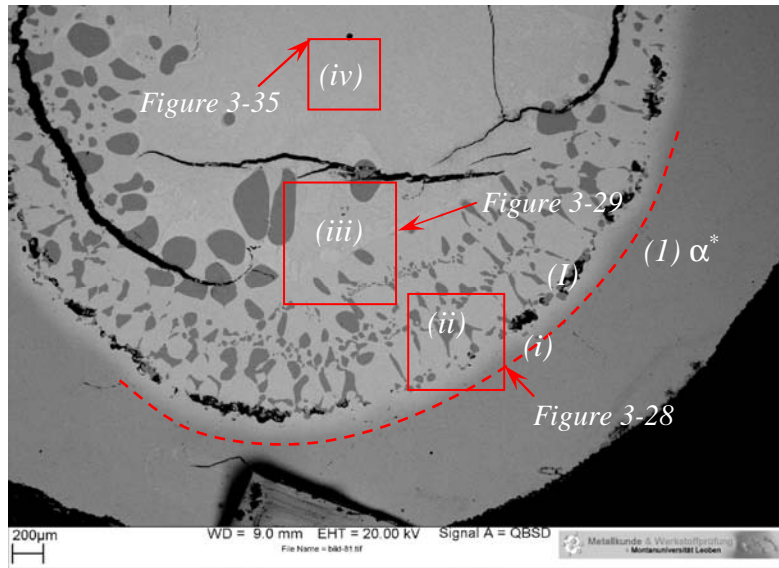 (iv)
Figure 3-35
Figure 3-29
(iii)
(1) α*
(I)
(ii)
(i)
Figure 3-28
200µm
WD = 9.0 mm EHT = 20.00 kV Signal A = QBSD
File Name = bild-81.tif
Metallkunde & Werkstoffprüfung
Montanuniversität Leoben